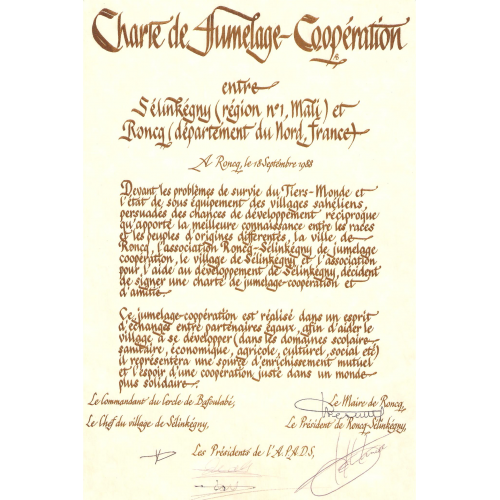 Charte de Jumelage-Coopération
entre
Sélinkégny (région n°1, Mali) et
Roncq (département du Nord, France)
A Roncq, le 18 Septembre 1988
Devant les problèmes de survie du Tiers-Monde et
l'état de sous équipement des villages sahéliens,
persuadés des chances de développement réciproque
qu'apporte la meilleure connaissance entre les races
et les peuples d'origines différentes, la ville de
Roncq, l'association Roncq-Sélinkégny de jumelage
coopération, le village de Sélinkégny et l'association
pour l'aide au développement de Sélinkégny, décident
de signer une charte de jumelage-coopération et
d'amitié.
Ce jumelage-coopération est réalisé dans un esprit
d'échanges entre partenaires égaux, afin d'aider le
village à se développer (dans les domaines scolaire
sanitaire, économique, agricole, culturel, social etc)
il représentera une source d'enrichissement mutuel
et l'espoir d'une coopération juste dans un monde
plus solidaire.
Le Commandant du Cercle de Bafoulabé, Le Maire de Roncq,
Le Chef du village de Sélinkégny, Le Président de Roncq-Sélinkégny,
Les Présidents de l'A.P.A.D.S,